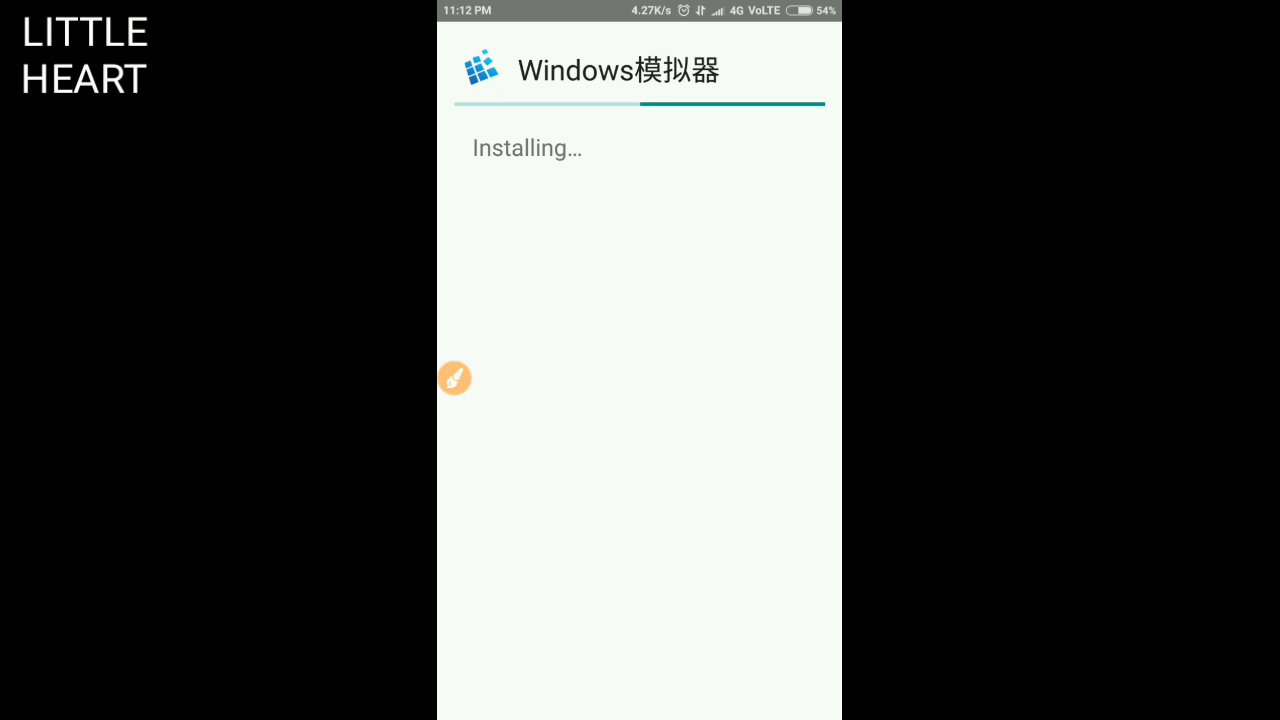 LITTLE
HEART
11:12 PM 4.27K/s 4G VoLTE 54%
Windows模拟器
Installing...